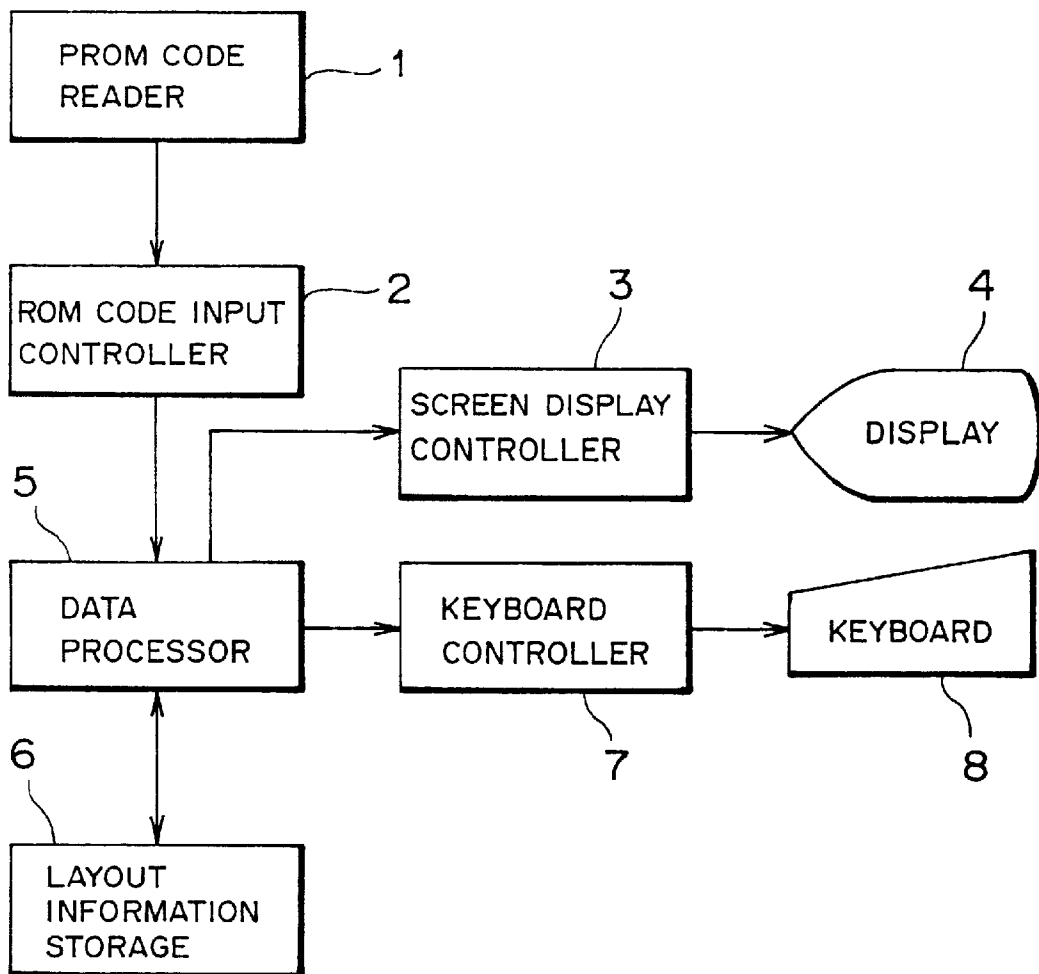 PROM CODE
READER
1
ROM CODE INPUT
CONTROLLER
2
SCREEN DISPLAY
CONTROLLER
3
DISPLAY
4
DATA
PROCESSOR
5
KEYBOARD
CONTROLLER
7
KEYBOARD
8
LAYOUT
INFORMATION
STORAGE
6